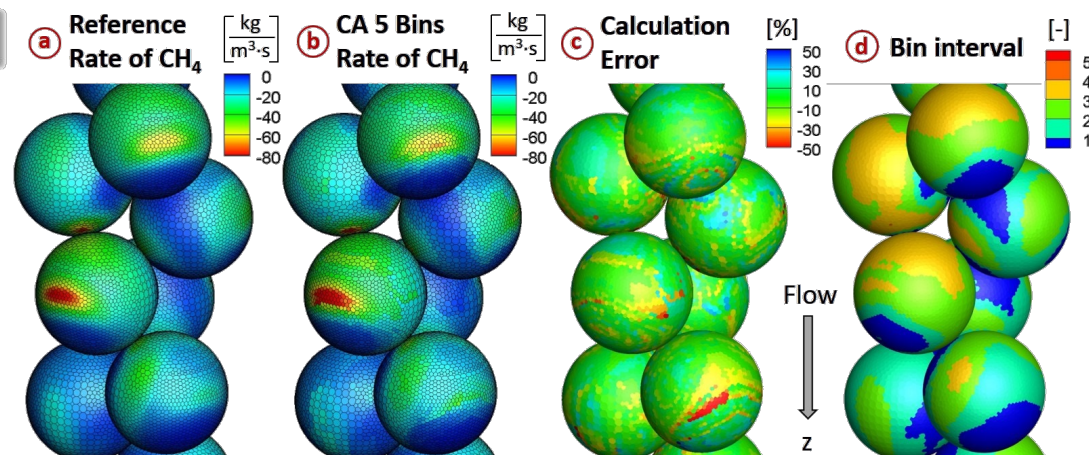 a Reference
Rate of CH₄
[kg/m³·s]
0
-20
-40
-60
-80
b CA 5 Bins
Rate of CH₄
[kg/m³·s]
0
-20
-40
-60
-80
c Calculation
Error
[%]
50
30
10
-10
-30
-50
d Bin interval
[-]
5
4
3
2
1
Flow
z